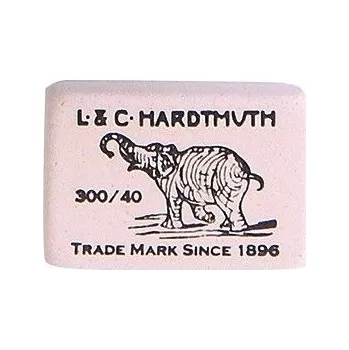 L·& C·HARDTMUTH
300/40
TRADE MARK SINCE 1896